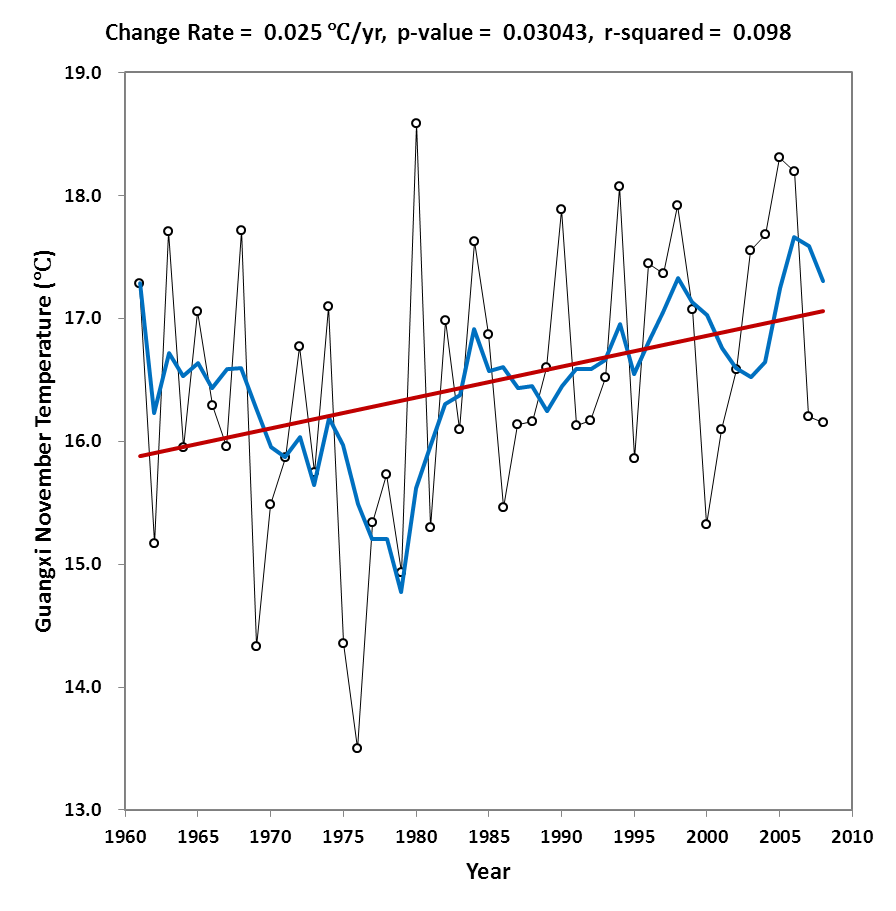 Change Rate = 0.025 °C/yr, p-value = 0.03043, r-squared = 0.098
19.0
18.0
17.0
16.0
15.0
14.0
13.0
Guangxi November Temperature (°C)
1960 1965 1970 1975 1980 1985 1990 1995 2000 2005 2010
Year